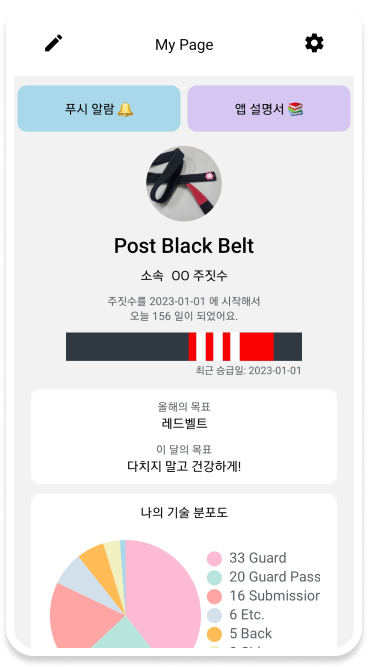 My Page
푸시 알람 🔔
앱 설명서 📚
Post Black Belt
소속 OO 주짓수
주짓수를 2023-01-01 에 시작해서
오늘 156 일이 되었어요.
최근 승급일: 2023-01-01
올해의 목표
레드벨트
이 달의 목표
다치지 말고 건강하게!
나의 기술 분포도
33 Guard
20 Guard Pass
16 Submission
6 Etc.
5 Back